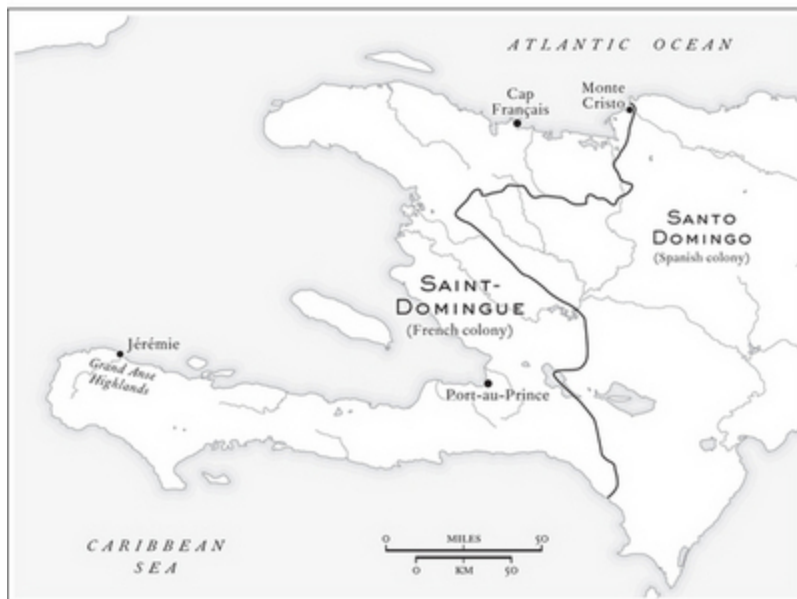 ATLANTIC OCEAN
Cap
Français
Monte
Cristo
SANTO
DOMINGO
(Spanish colony)
SAINT-
DOMINGUE
(French colony)
Jérémie
Grand Anse
Highlands
Port-au-Prince
CARIBBEAN
SEA
0 MILES 50
0 KM 50